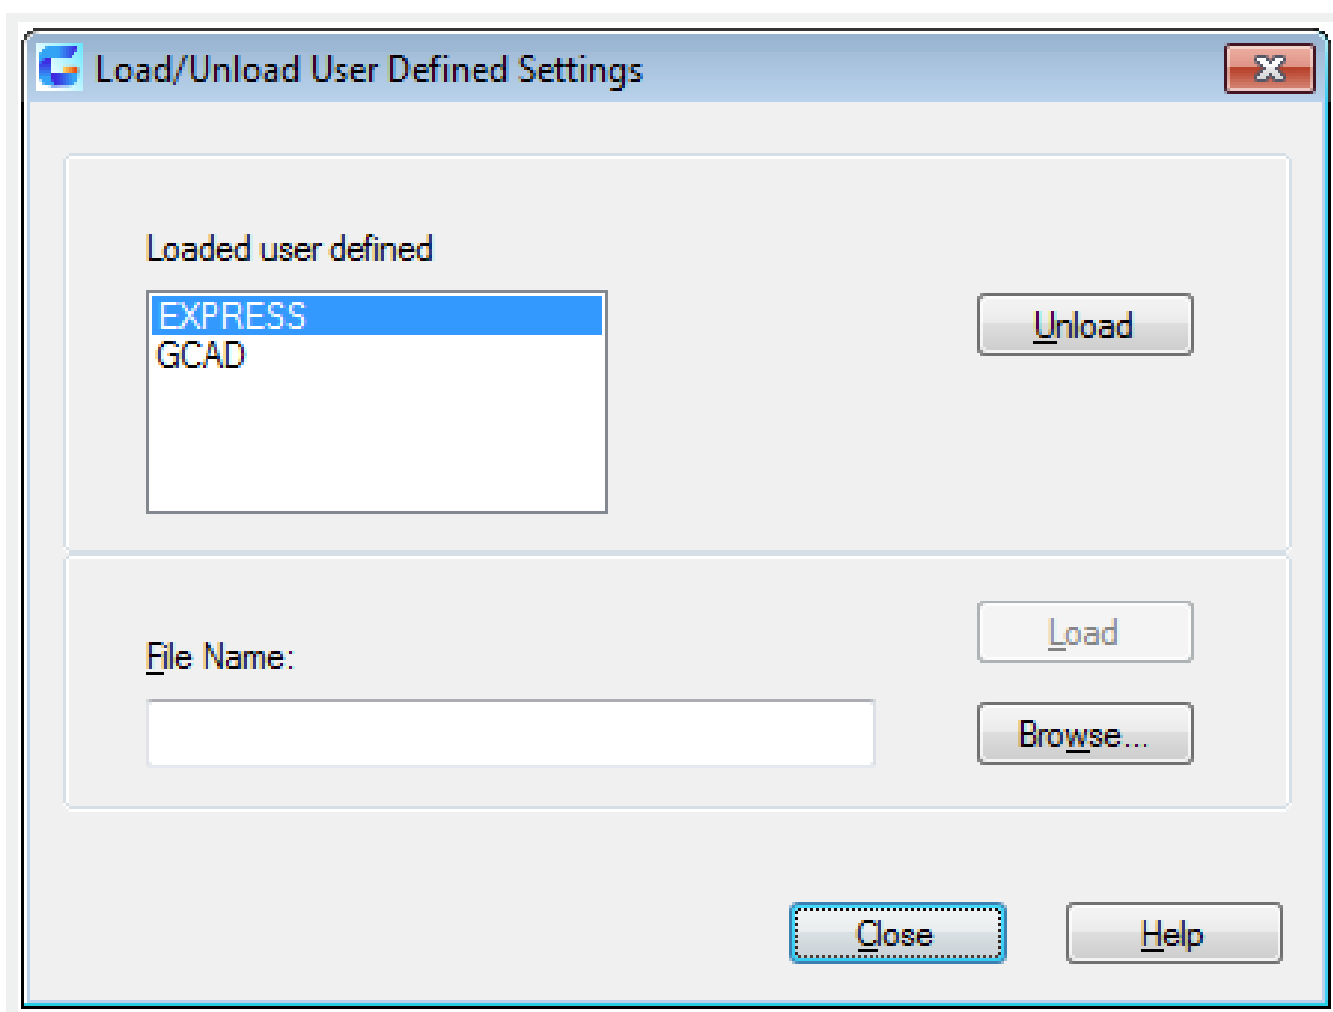 Load/Unload User Defined Settings
Loaded user defined
EXPRESS
GCAD
Unload
File Name:
Load
Browse...
Close
Help